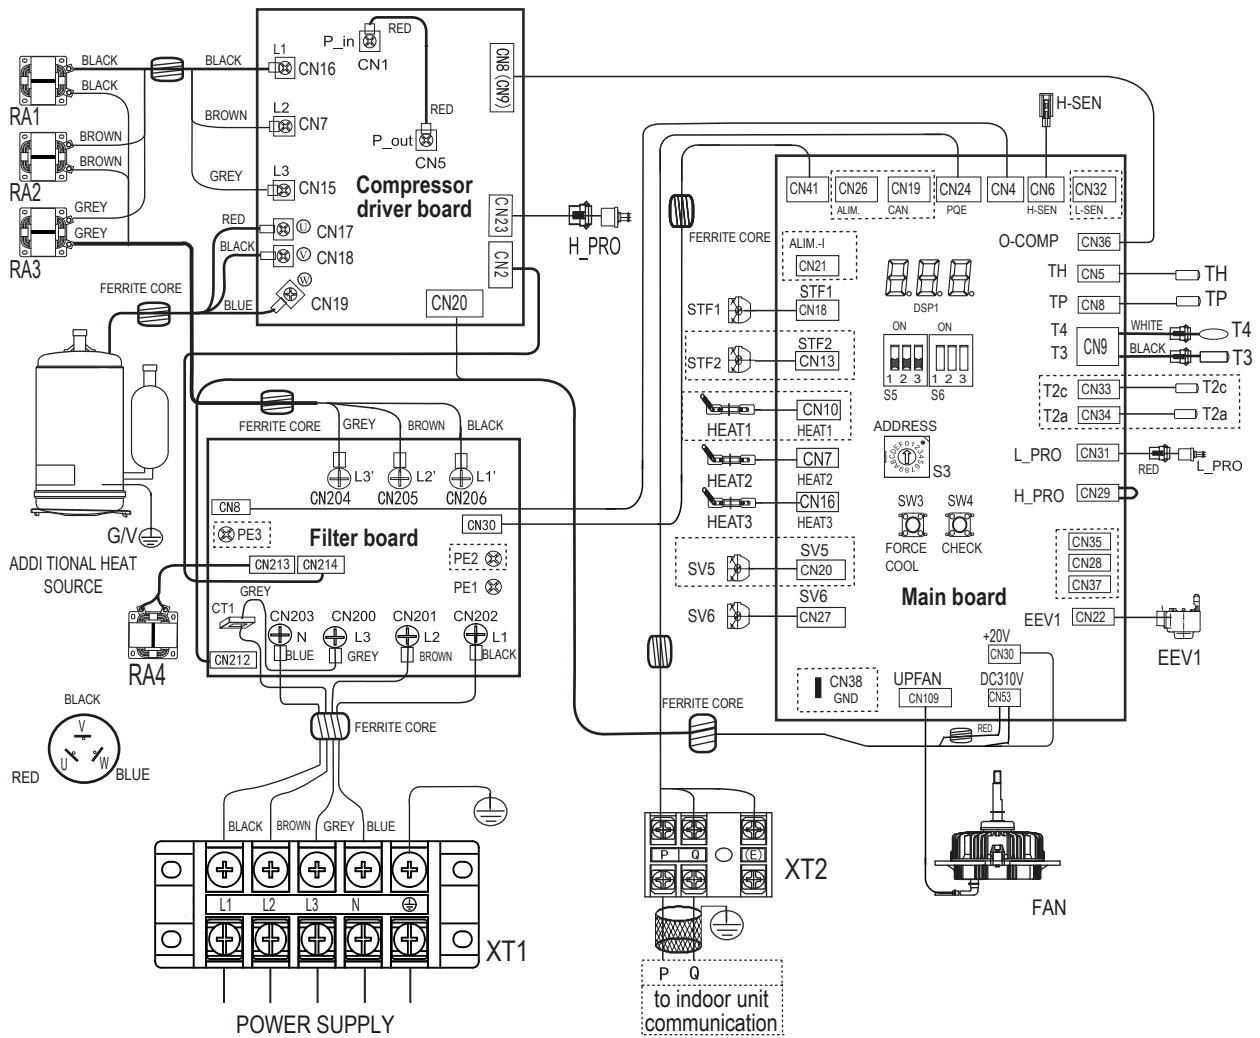 BLACK
BLACK
RA1
BROWN
BROWN
RA2
GREY
GREY
RA3
FERRITE CORE
BLACK
BROWN
GREY
RED
BLACK
BLUE
L1
CN16
L2
CN7
L3
CN15
U
CN17
V
CN18
W
CN19
P_in
CN1
RED
RED
P_out
CN5
Compressor
driver board
CN8 (CN9)
CN23
CN2
CN20
H_PRO
FERRITE CORE
H-SEN
CN41
CN26
ALIM.
CN19
CAN
CN24
PQE
CN4
CN6
H-SEN
CN32
L-SEN
O-COMP
CN36
ALIM.-I
CN21
DSP1
TH
CN5
TH
TP
CN8
TP
STF1
STF1
CN18
T4
T3
CN9
WHITE
BLACK
T4
T3
STF2
STF2
CN13
ON
ON
1 2 3
1 2 3
S5
S6
CN33
T2c
T2c
CN34
T2a
T2a
HEAT1
CN10
HEAT1
ADDRESS
0123456789ABCDEF
S3
HEAT2
CN7
HEAT2
L_PRO
CN31
RED
L_PRO
HEAT3
CN16
HEAT3
H_PRO
CN29
SW3
SW4
FORCE
COOL
CHECK
SV5
SV5
CN20
CN35
CN28
CN37
SV6
SV6
CN27
Main board
EEV1
CN22
EEV1
+20V
CN30
CN38
GND
UPFAN
CN109
DC310V
CN53
RED
FERRITE CORE
FAN
FERRITE CORE
GREY
BROWN
BLACK
L3'
CN204
L2'
CN205
L1'
CN206
CN8
CN30
PE3
Filter board
PE2
PE1
CN213
CN214
GREY
CT1
CN203
N
BLUE
CN200
L3
GREY
CN201
L2
BROWN
CN202
L1
BLACK
CN212
G/V
ADDI TIONAL HEAT
SOURCE
RA4
BLACK
V
U
W
RED
BLUE
FERRITE CORE
BLACK
BROWN
GREY
BLUE
L1
L2
L3
N
XT1
POWER SUPPLY
P
Q
(E)
XT2
P
Q
to indoor unit
communication